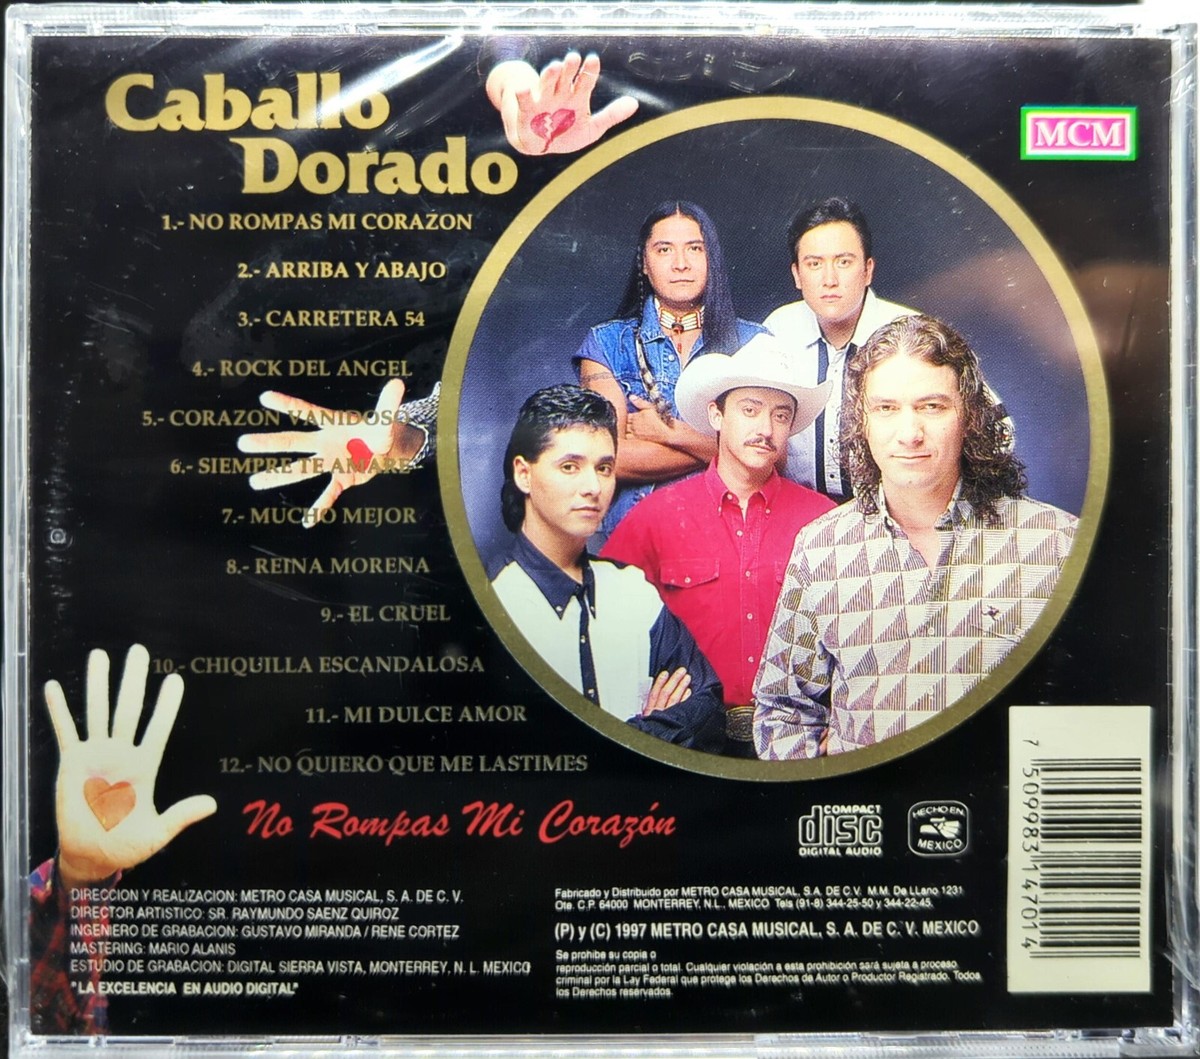 Caballo
Dorado
MCM
1.- NO ROMPAS MI CORAZON
2.- ARRIBA Y ABAJO
3.- CARRETERA 54
4.- ROCK DEL ANGEL
5.- CORAZON VANIDOSO
6.- SIEMPRE TE AMARE
7.- MUCHO MEJOR
8.- REINA MORENA
9.- EL CRUEL
10.- CHIQUILLA ESCANDALOSA
11.- MI DULCE AMOR
12.- NO QUIERO QUE ME LASTIMES
No Rompas Mi Corazón
COMPACT
disc
DIGITAL AUDIO
HECHO EN
MEXICO
7 509983 147014
DIRECCION Y REALIZACION: METRO CASA MUSICAL, S. A. DE C. V.
DIRECTOR ARTISTICO: SR. RAYMUNDO SAENZ QUIROZ
INGENIERO DE GRABACION: GUSTAVO MIRANDA / RENE CORTEZ
MASTERING: MARIO ALANIS
ESTUDIO DE GRABACION: DIGITAL SIERRA VISTA, MONTERREY, N. L. MEXICO
"LA EXCELENCIA EN AUDIO DIGITAL"
Fabricado y Distribuido por METRO CASA MUSICAL, S.A. DE C.V. M.M. De LLano 1231
Ote. C.P. 64000 MONTERREY, N.L., MEXICO Tels (91-8) 344-25-50 y 344-22-45.
(P) y (C) 1997 METRO CASA MUSICAL, S. A. DE C. V. MEXICO
Se prohibe su copia o
reproducción parcial o total. Cualquier violación a esta prohibición será sujeta a proceso
criminal por la Ley Federal que protege los Derechos de Autor o Productor Registrado. Todos
los Derechos reservados.